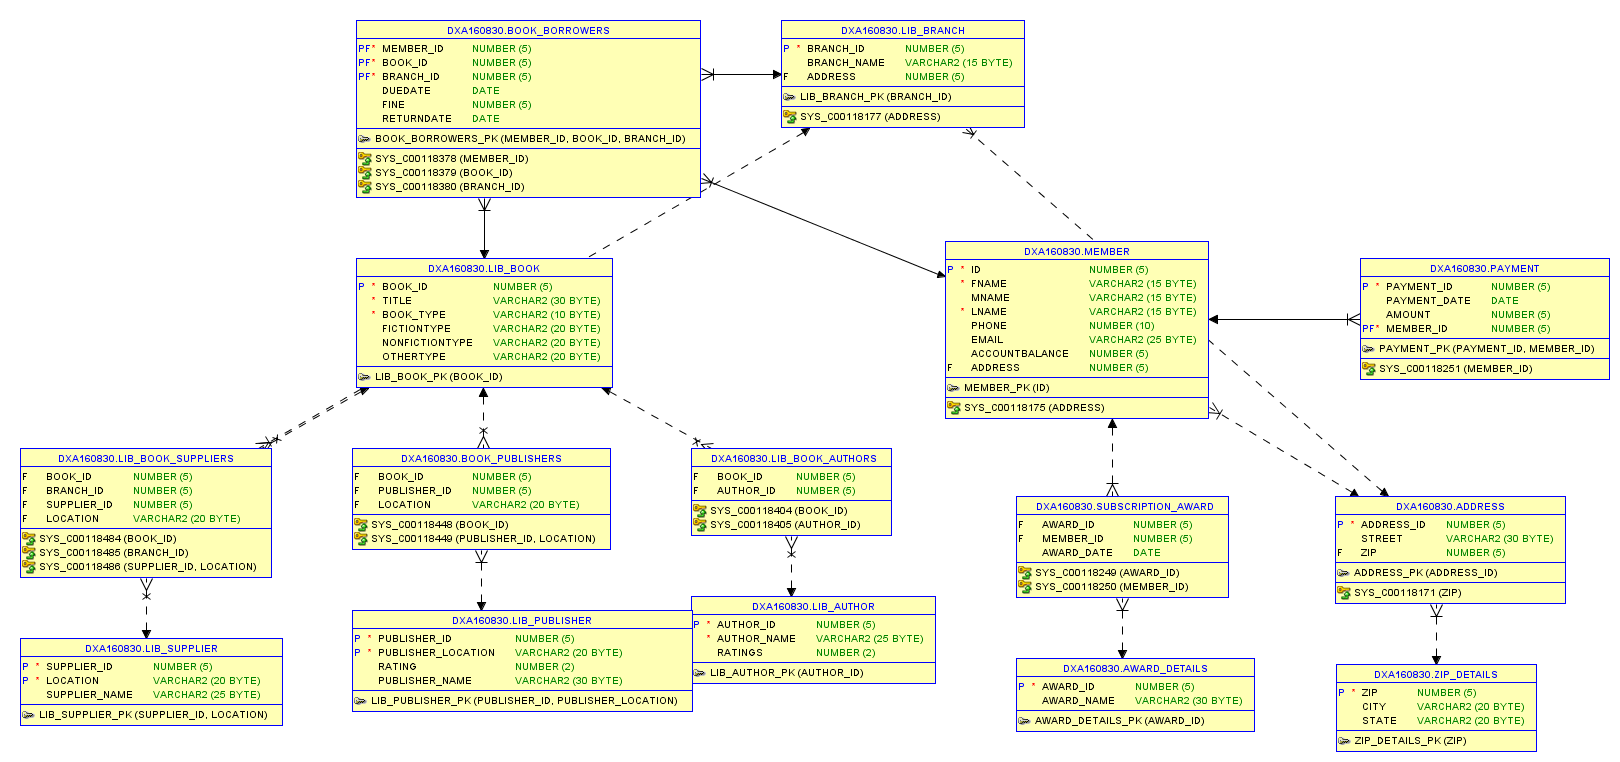 DXA160830.BOOK_BORROWERS
PF* MEMBER_ID NUMBER (5)
PF* BOOK_ID NUMBER (5)
PF* BRANCH_ID NUMBER (5)
DUEDATE DATE
FINE NUMBER (5)
RETURNDATE DATE
BOOK_BORROWERS_PK (MEMBER_ID, BOOK_ID, BRANCH_ID)
SYS_C00118378 (MEMBER_ID)
SYS_C00118379 (BOOK_ID)
SYS_C00118380 (BRANCH_ID)
DXA160830.LIB_BRANCH
P * BRANCH_ID NUMBER (5)
BRANCH_NAME VARCHAR2 (15 BYTE)
F ADDRESS NUMBER (5)
LIB_BRANCH_PK (BRANCH_ID)
SYS_C00118177 (ADDRESS)
DXA160830.LIB_BOOK
P * BOOK_ID NUMBER (5)
* TITLE VARCHAR2 (30 BYTE)
* BOOK_TYPE VARCHAR2 (10 BYTE)
FICTIONTYPE VARCHAR2 (20 BYTE)
NONFICTIONTYPE VARCHAR2 (20 BYTE)
OTHERTYPE VARCHAR2 (20 BYTE)
LIB_BOOK_PK (BOOK_ID)
DXA160830.MEMBER
P * ID NUMBER (5)
* FNAME VARCHAR2 (15 BYTE)
MNAME VARCHAR2 (15 BYTE)
* LNAME VARCHAR2 (15 BYTE)
PHONE NUMBER (10)
EMAIL VARCHAR2 (25 BYTE)
ACCOUNTBALANCE NUMBER (5)
F ADDRESS NUMBER (5)
MEMBER_PK (ID)
SYS_C00118175 (ADDRESS)
DXA160830.PAYMENT
P * PAYMENT_ID NUMBER (5)
PAYMENT_DATE DATE
AMOUNT NUMBER (5)
PF* MEMBER_ID NUMBER (5)
PAYMENT_PK (PAYMENT_ID, MEMBER_ID)
SYS_C00118251 (MEMBER_ID)
DXA160830.LIB_BOOK_SUPPLIERS
F BOOK_ID NUMBER (5)
F BRANCH_ID NUMBER (5)
F SUPPLIER_ID NUMBER (5)
F LOCATION VARCHAR2 (20 BYTE)
SYS_C00118484 (BOOK_ID)
SYS_C00118485 (BRANCH_ID)
SYS_C00118486 (SUPPLIER_ID, LOCATION)
DXA160830.BOOK_PUBLISHERS
F BOOK_ID NUMBER (5)
F PUBLISHER_ID NUMBER (5)
F LOCATION VARCHAR2 (20 BYTE)
SYS_C00118448 (BOOK_ID)
SYS_C00118449 (PUBLISHER_ID, LOCATION)
DXA160830.LIB_BOOK_AUTHORS
F BOOK_ID NUMBER (5)
F AUTHOR_ID NUMBER (5)
SYS_C00118404 (BOOK_ID)
SYS_C00118405 (AUTHOR_ID)
DXA160830.SUBSCRIPTION_AWARD
F AWARD_ID NUMBER (5)
F MEMBER_ID NUMBER (5)
AWARD_DATE DATE
SYS_C00118249 (AWARD_ID)
SYS_C00118250 (MEMBER_ID)
DXA160830.ADDRESS
P * ADDRESS_ID NUMBER (5)
STREET VARCHAR2 (30 BYTE)
F ZIP NUMBER (5)
ADDRESS_PK (ADDRESS_ID)
SYS_C00118171 (ZIP)
DXA160830.LIB_SUPPLIER
P * SUPPLIER_ID NUMBER (5)
P * LOCATION VARCHAR2 (20 BYTE)
SUPPLIER_NAME VARCHAR2 (25 BYTE)
LIB_SUPPLIER_PK (SUPPLIER_ID, LOCATION)
DXA160830.LIB_PUBLISHER
P * PUBLISHER_ID NUMBER (5)
P * PUBLISHER_LOCATION VARCHAR2 (20 BYTE)
RATING NUMBER (2)
PUBLISHER_NAME VARCHAR2 (30 BYTE)
LIB_PUBLISHER_PK (PUBLISHER_ID, PUBLISHER_LOCATION)
DXA160830.LIB_AUTHOR
P * AUTHOR_ID NUMBER (5)
* AUTHOR_NAME VARCHAR2 (25 BYTE)
RATINGS NUMBER (2)
LIB_AUTHOR_PK (AUTHOR_ID)
DXA160830.AWARD_DETAILS
P * AWARD_ID NUMBER (5)
AWARD_NAME VARCHAR2 (30 BYTE)
AWARD_DETAILS_PK (AWARD_ID)
DXA160830.ZIP_DETAILS
P * ZIP NUMBER (5)
CITY VARCHAR2 (20 BYTE)
STATE VARCHAR2 (20 BYTE)
ZIP_DETAILS_PK (ZIP)